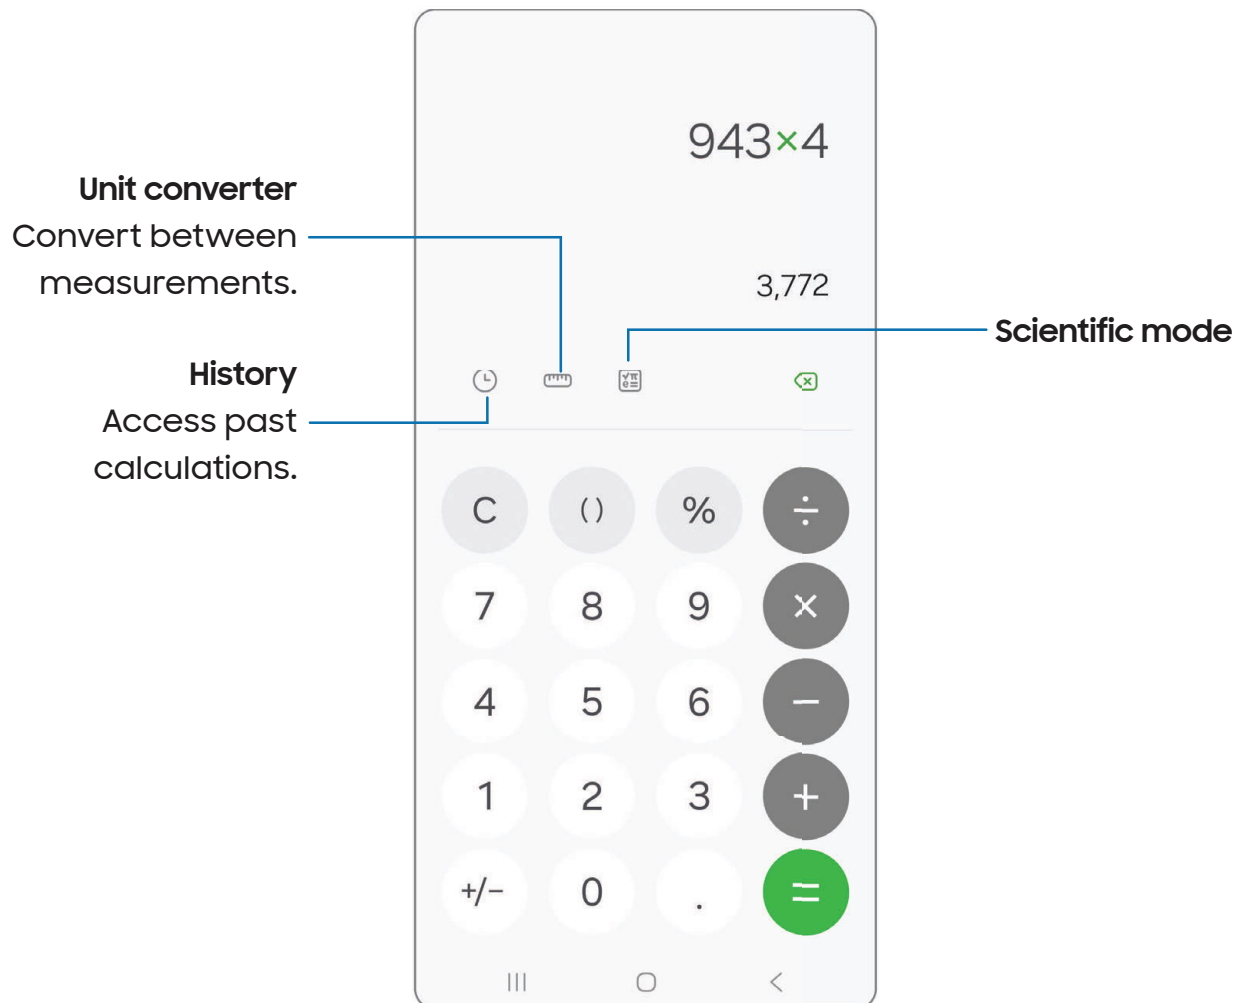 943×4
Unit converter
Convert between
measurements.
3,772
Scientific mode
History
Access past
calculations.
√π
e=
C () % ÷
7 8 9 ×
4 5 6 −
1 2 3 +
+/− 0 . =